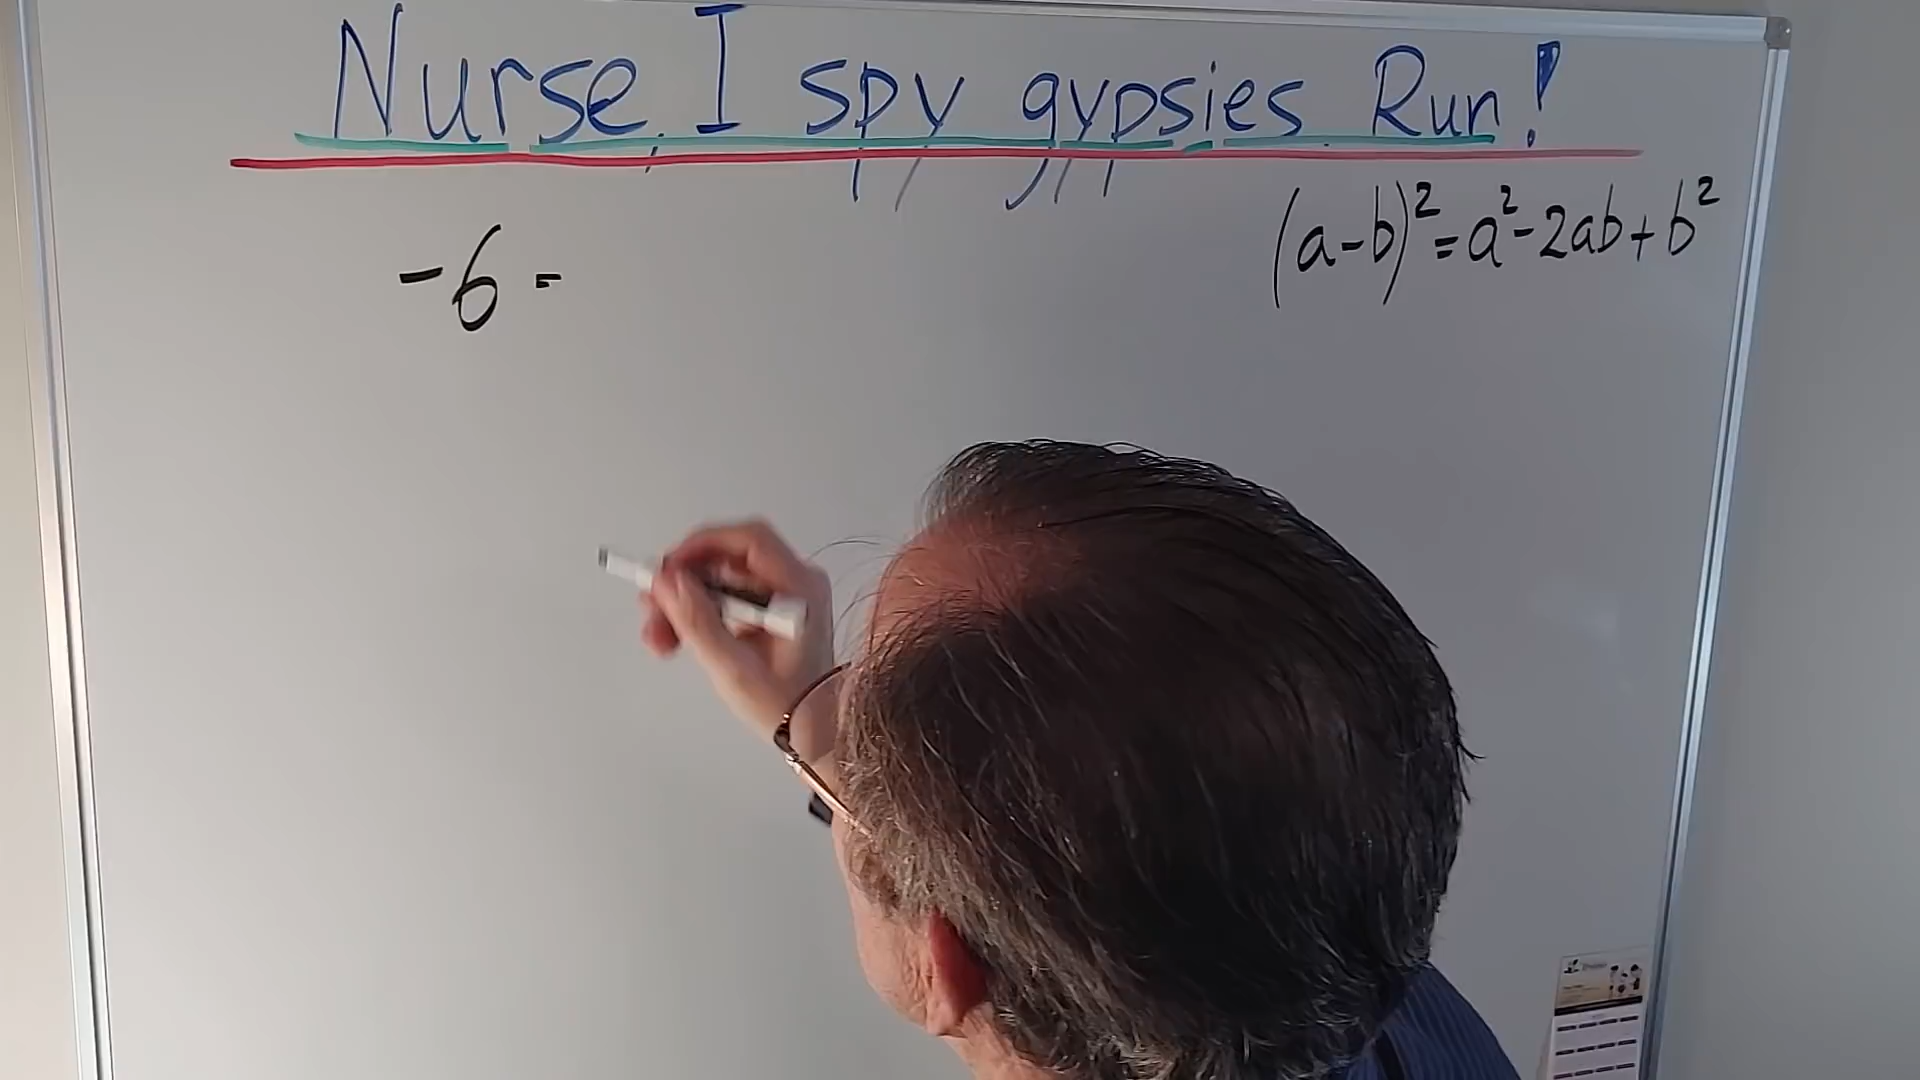 Nurse, I spy gypsies Run!
(a-b)²=a²-2ab+b²
-6=